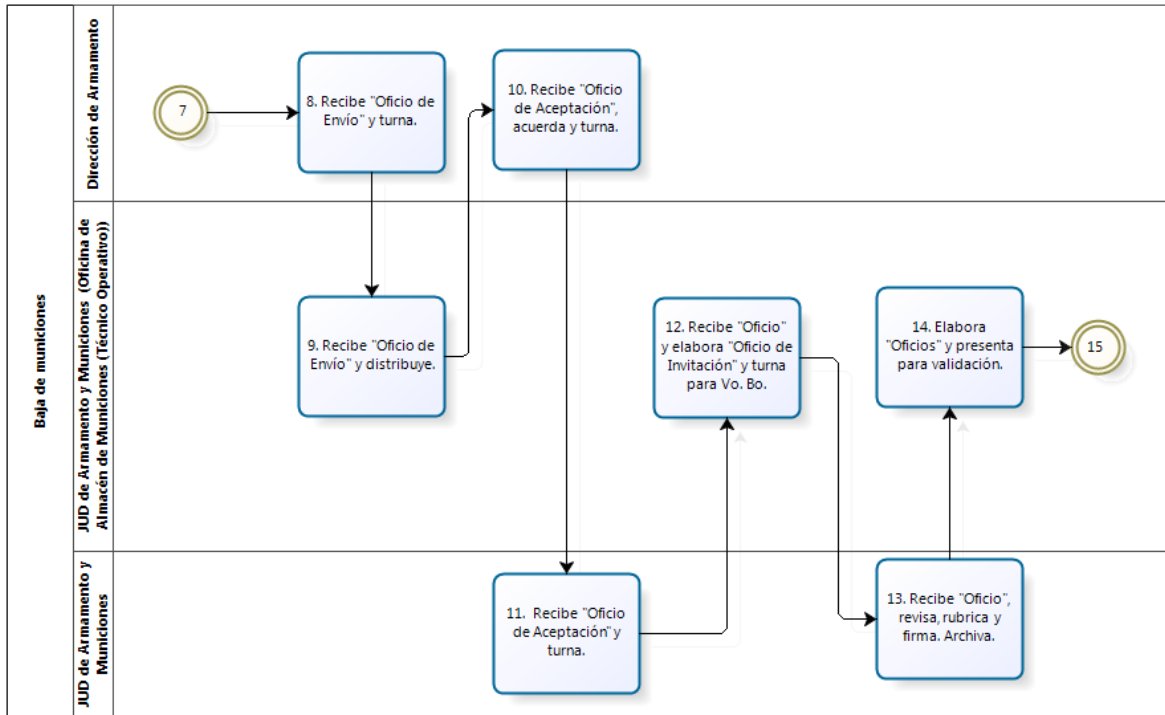 Baja de municiones
Dirección de Armamento
7
8. Recibe "Oficio de
Envío" y turna.
10. Recibe "Oficio
de Aceptación",
acuerda y turna.
JUD de Armamento y Municiones (Oficina de
Almacén de Municiones (Técnico Operativo))
9. Recibe "Oficio de
Envío" y distribuye.
12. Recibe "Oficio"
y elabora "Oficio de
Invitación" y turna
para Vo. Bo.
14. Elabora
"Oficios" y presenta
para validación.
15
JUD de Armamento y
Municiones
11. Recibe "Oficio
de Aceptación" y
turna.
13. Recibe "Oficio",
revisa, rubrica y
firma. Archiva.